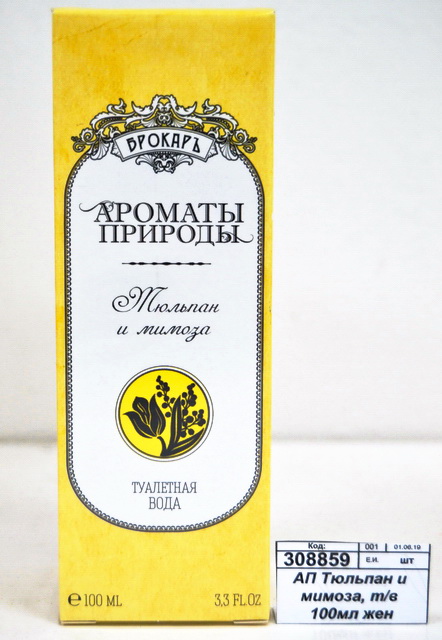 БРОКАРЪ
АРОМАТЫ
ПРИРОДЫ
Тюльпан
и мимоза
ТУАЛЕТНАЯ
ВОДА
℮ 100 ML 3,3 FL.OZ
Код: 001 01.08.19
308859 Е.И. шт
АП Тюльпан и
мимоза, т/в
100мл жен